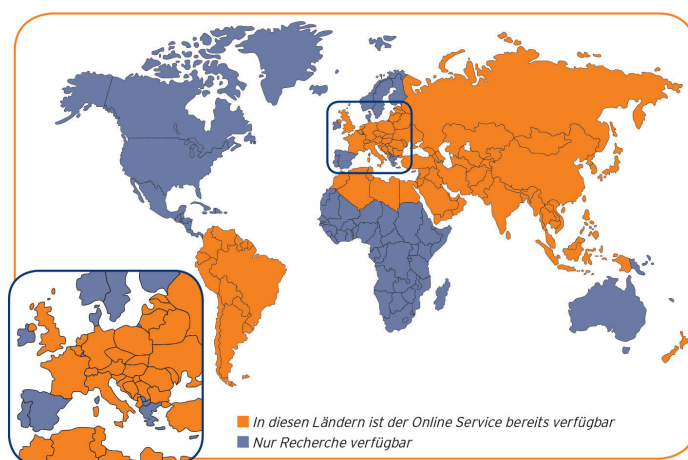 In diesen Ländern ist der Online Service bereits verfügbar
Nur Recherche verfügbar